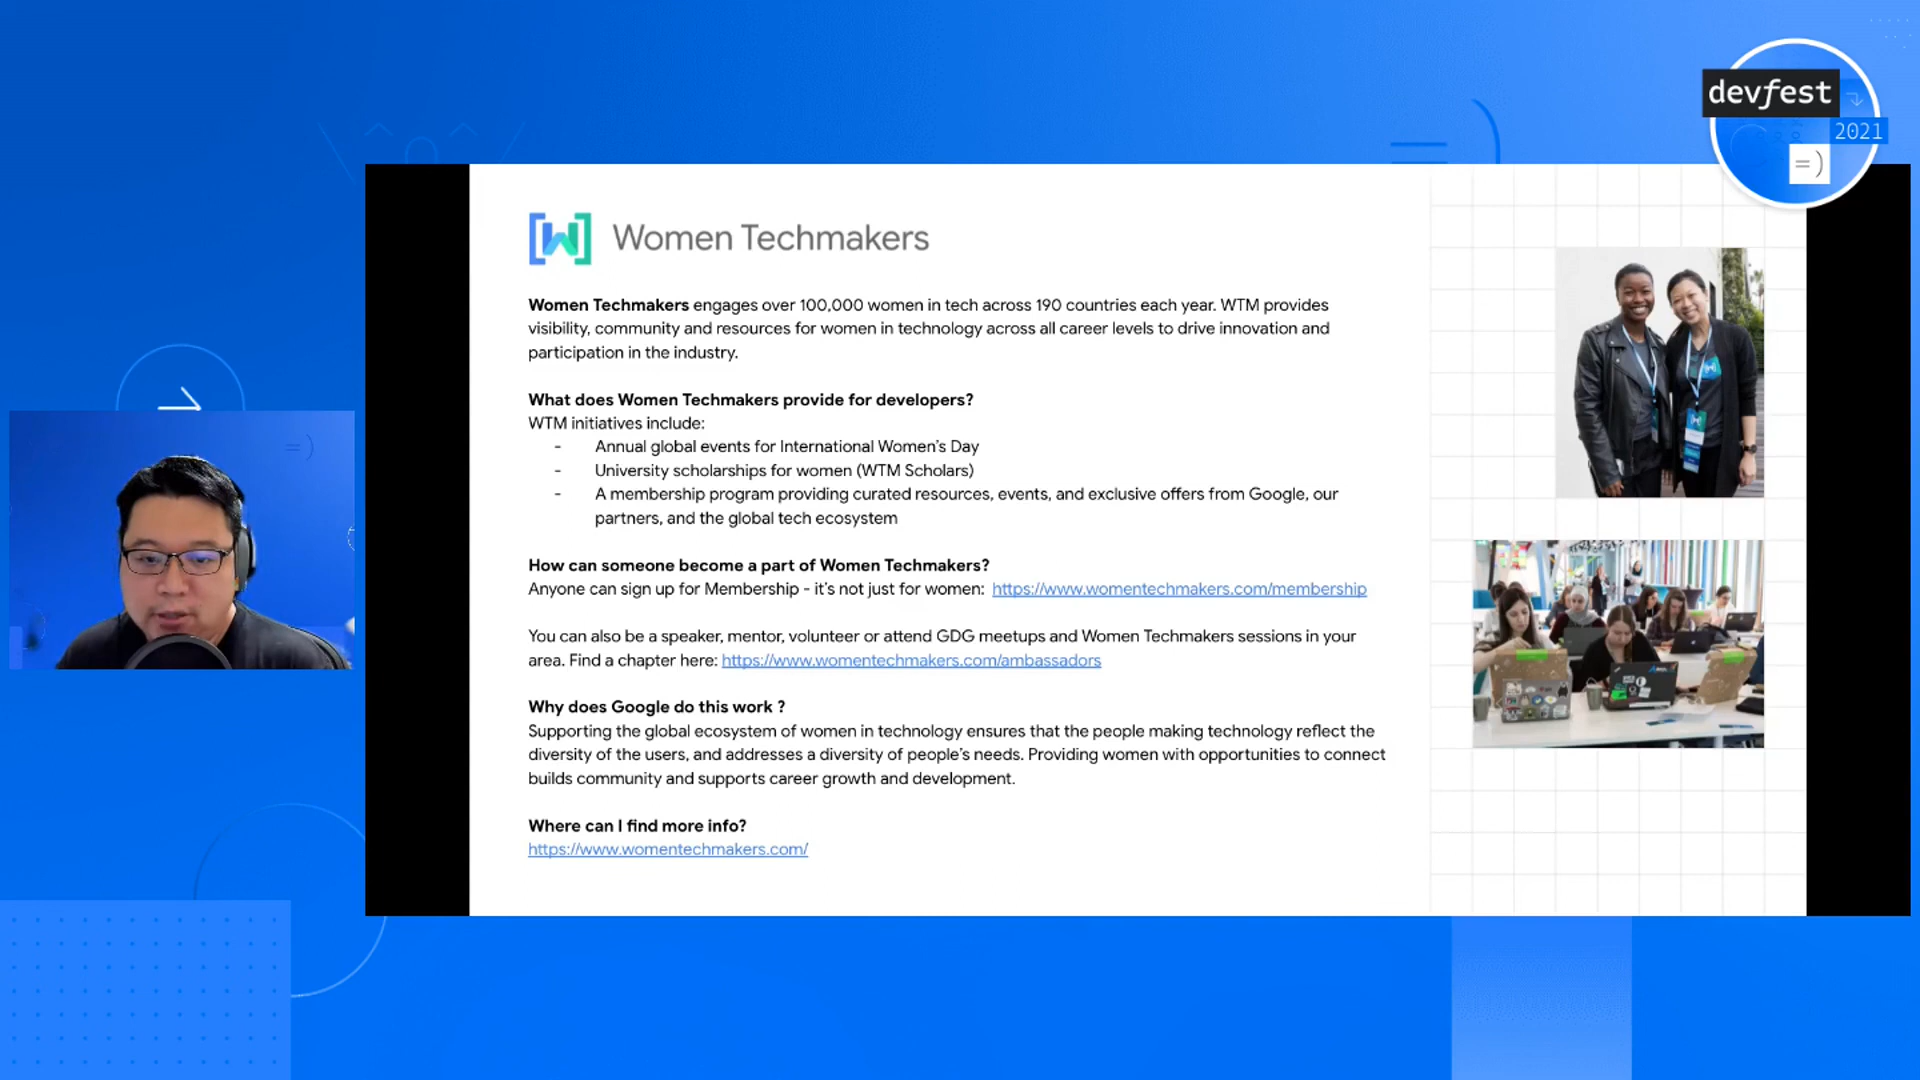 devfest
2021
=)
Women Techmakers
Women Techmakers engages over 100,000 women in tech across 190 countries each year. WTM provides
visibility, community and resources for women in technology across all career levels to drive innovation and
participation in the industry.
What does Women Techmakers provide for developers?
WTM initiatives include:
- Annual global events for International Women's Day
- University scholarships for women (WTM Scholars)
- A membership program providing curated resources, events, and exclusive offers from Google, our
partners, and the global tech ecosystem
How can someone become a part of Women Techmakers?
Anyone can sign up for Membership - it's not just for women: https://www.womentechmakers.com/membership
You can also be a speaker, mentor, volunteer or attend GDG meetups and Women Techmakers sessions in your
area. Find a chapter here: https://www.womentechmakers.com/ambassadors
Why does Google do this work ?
Supporting the global ecosystem of women in technology ensures that the people making technology reflect the
diversity of the users, and addresses a diversity of people's needs. Providing women with opportunities to connect
builds community and supports career growth and development.
Where can I find more info?
https://www.womentechmakers.com/